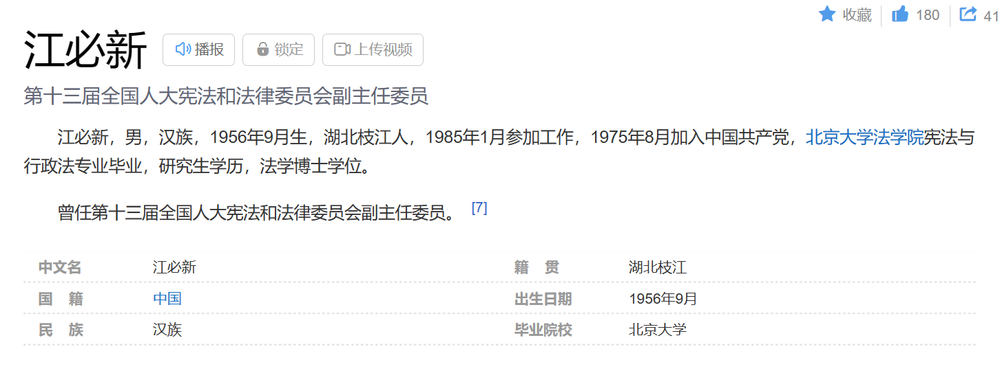 收藏 180 41
江必新 播报 锁定 上传视频
第十三届全国人大宪法和法律委员会副主任委员
江必新，男，汉族，1956年9月生，湖北枝江人，1985年1月参加工作，1975年8月加入中国共产党，北京大学法学院宪法与
行政法专业毕业，研究生学历，法学博士学位。
曾任第十三届全国人大宪法和法律委员会副主任委员。 [7]
中文名 江必新 籍 贯 湖北枝江
国 籍 中国 出生日期 1956年9月
民 族 汉族 毕业院校 北京大学